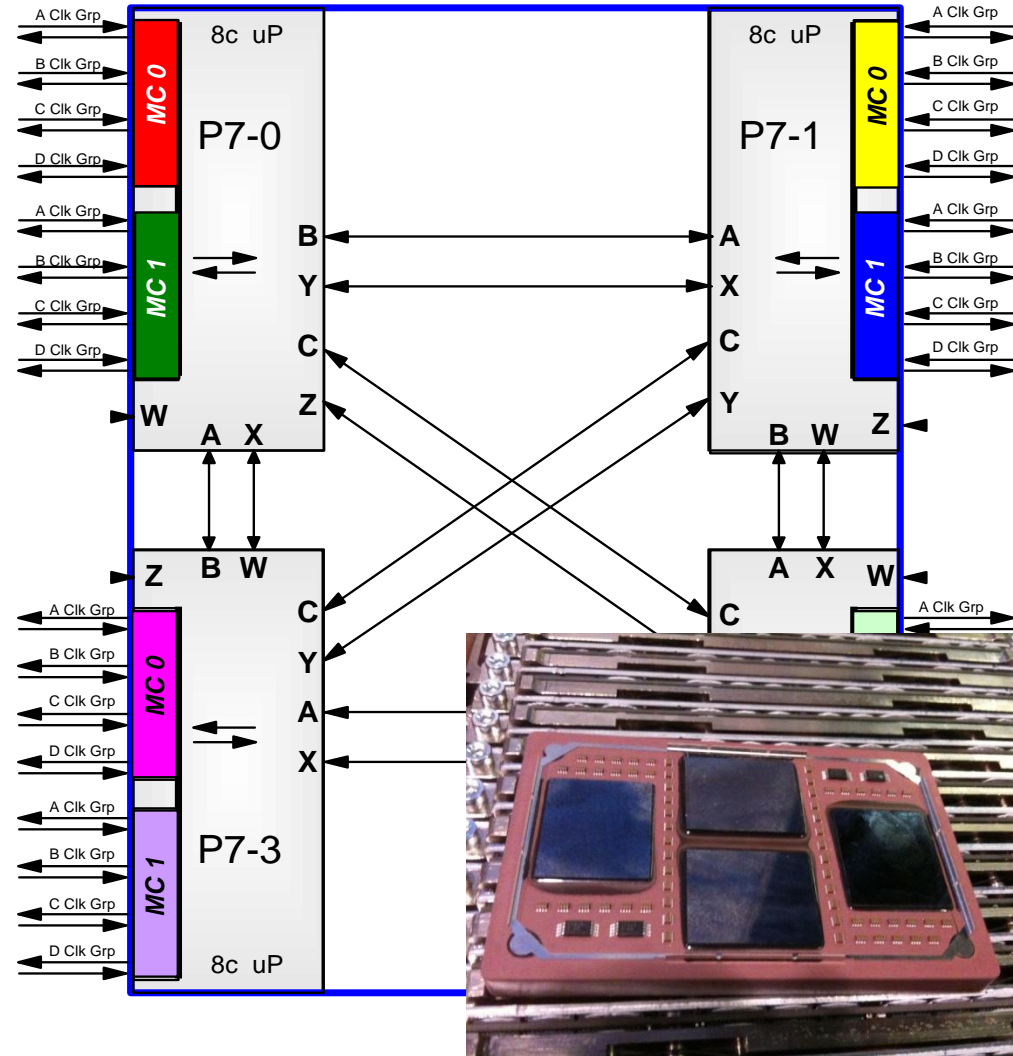 A Clk Grp
B Clk Grp
C Clk Grp
D Clk Grp
A Clk Grp
B Clk Grp
C Clk Grp
D Clk Grp
MC 0
MC 1
8c uP
P7-0
B
Y
C
Z
W
A X
8c uP
P7-1
A
X
C
Y
Z
B W
MC 0
MC 1
A Clk Grp
B Clk Grp
C Clk Grp
D Clk Grp
A Clk Grp
B Clk Grp
C Clk Grp
D Clk Grp
Z
B W
C
Y
A
X
P7-3
8c uP
MC 0
MC 1
A Clk Grp
B Clk Grp
C Clk Grp
D Clk Grp
A Clk Grp
B Clk Grp
C Clk Grp
D Clk Grp
A X
W
C
A Clk Grp